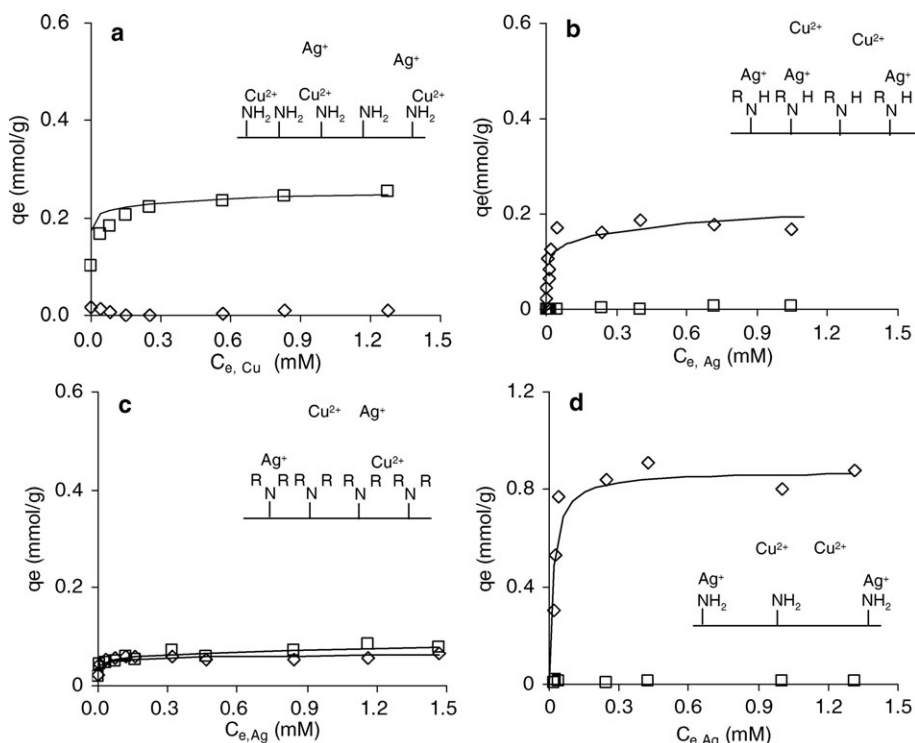 a
0.6
0.4
0.2
0.0
qe (mmol/g)
Ag⁺ Ag⁺
Cu²⁺ Cu²⁺ Cu²⁺
NH₂ NH₂ NH₂ NH₂ NH₂
0.0 0.3 0.6 0.9 1.2 1.5
Cₑ, Cu (mM)
b
0.6
0.4
0.2
0
qe(mmol/g)
Cu²⁺ Cu²⁺
Ag⁺ Ag⁺ Ag⁺
R H R H R H R H
N N N N
0 0.3 0.6 0.9 1.2 1.5
Cₑ, Ag (mM)
c
0.6
0.4
0.2
0
qe (mmol/g)
Cu²⁺ Ag⁺
Ag⁺ Cu²⁺
R R R R R R R R
N N N N
0.0 0.3 0.6 0.9 1.2 1.5
Cₑ,Ag (mM)
d
1.2
0.8
0.4
0
qe (mmol/g)
Cu²⁺ Cu²⁺
Ag⁺ Ag⁺
NH₂ NH₂ NH₂
0.0 0.3 0.6 0.9 1.2 1.5
Cₑ,Ag (mM)